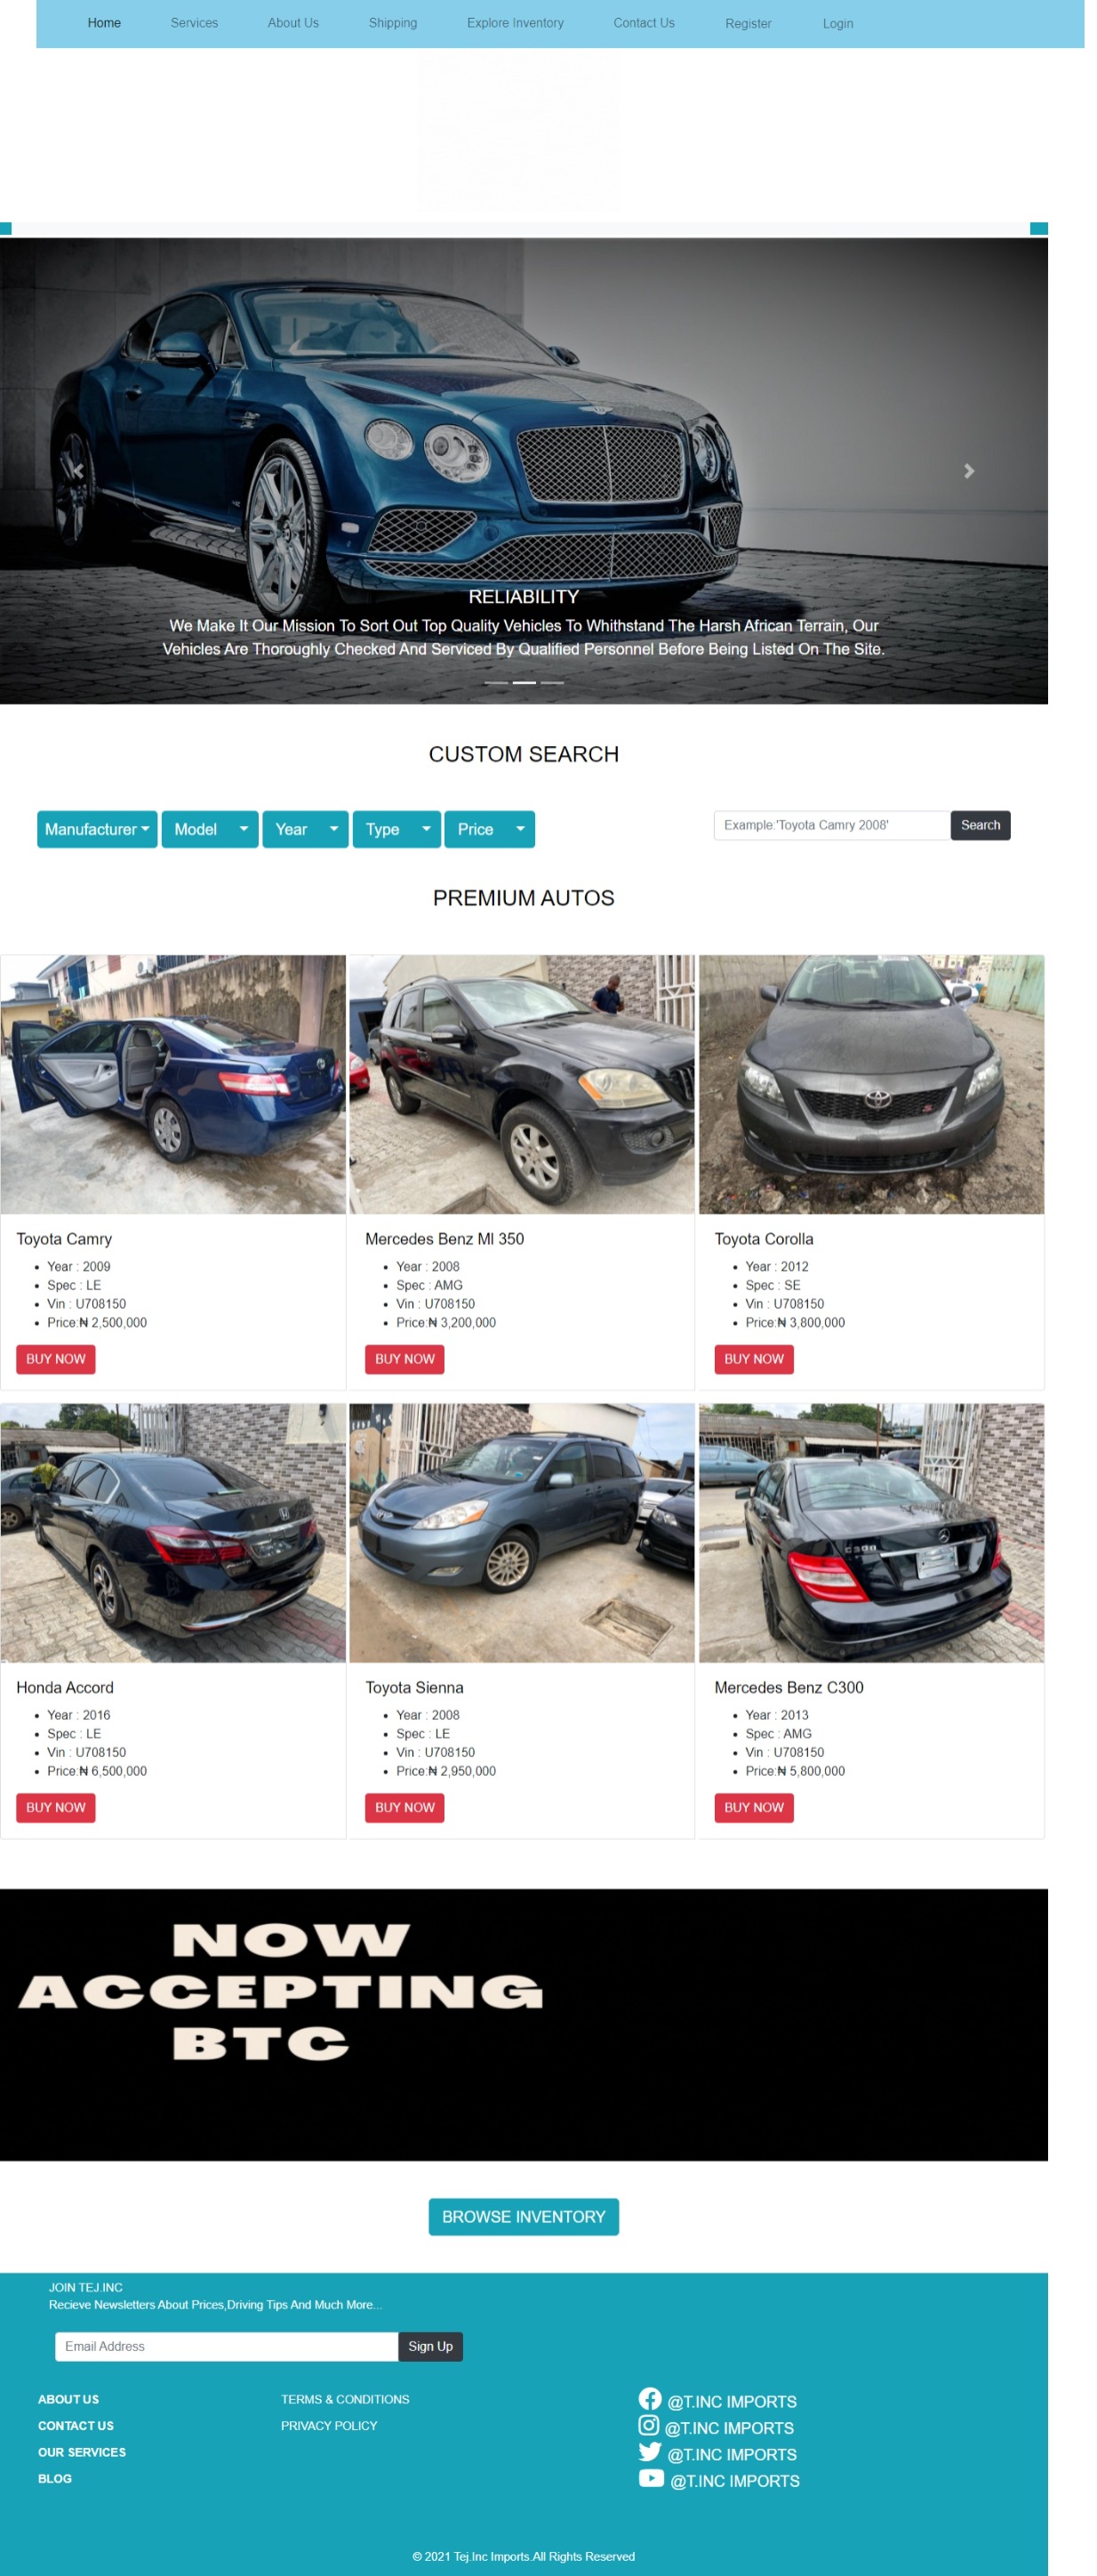 Home Services About Us Shipping Explore Inventory Contact Us Register Login
RELIABILITY
We Make It Our Mission To Sort Out Top Quality Vehicles To Whithstand The Harsh African Terrain, Our
Vehicles Are Thoroughly Checked And Serviced By Qualified Personnel Before Being Listed On The Site.
CUSTOM SEARCH
Manufacturer Model Year Type Price Example:'Toyota Camry 2008' Search
PREMIUM AUTOS
Toyota Camry
Year : 2009
Spec : LE
Vin : U708150
Price:₦ 2,500,000
BUY NOW
Mercedes Benz Ml 350
Year : 2008
Spec : AMG
Vin : U708150
Price:₦ 3,200,000
BUY NOW
Toyota Corolla
Year : 2012
Spec : SE
Vin : U708150
Price:₦ 3,800,000
BUY NOW
C300
Honda Accord
Year : 2016
Spec : LE
Vin : U708150
Price:₦ 6,500,000
BUY NOW
Toyota Sienna
Year : 2008
Spec : LE
Vin : U708150
Price:₦ 2,950,000
BUY NOW
Mercedes Benz C300
Year : 2013
Spec : AMG
Vin : U708150
Price:₦ 5,800,000
BUY NOW
NOW
ACCEPTING
BTC
BROWSE INVENTORY
JOIN TEJ.INC
Recieve Newsletters About Prices,Driving Tips And Much More...
Email Address Sign Up
ABOUT US
CONTACT US
OUR SERVICES
BLOG
TERMS & CONDITIONS
PRIVACY POLICY
@T.INC IMPORTS
@T.INC IMPORTS
@T.INC IMPORTS
@T.INC IMPORTS
© 2021 Tej.Inc Imports.All Rights Reserved